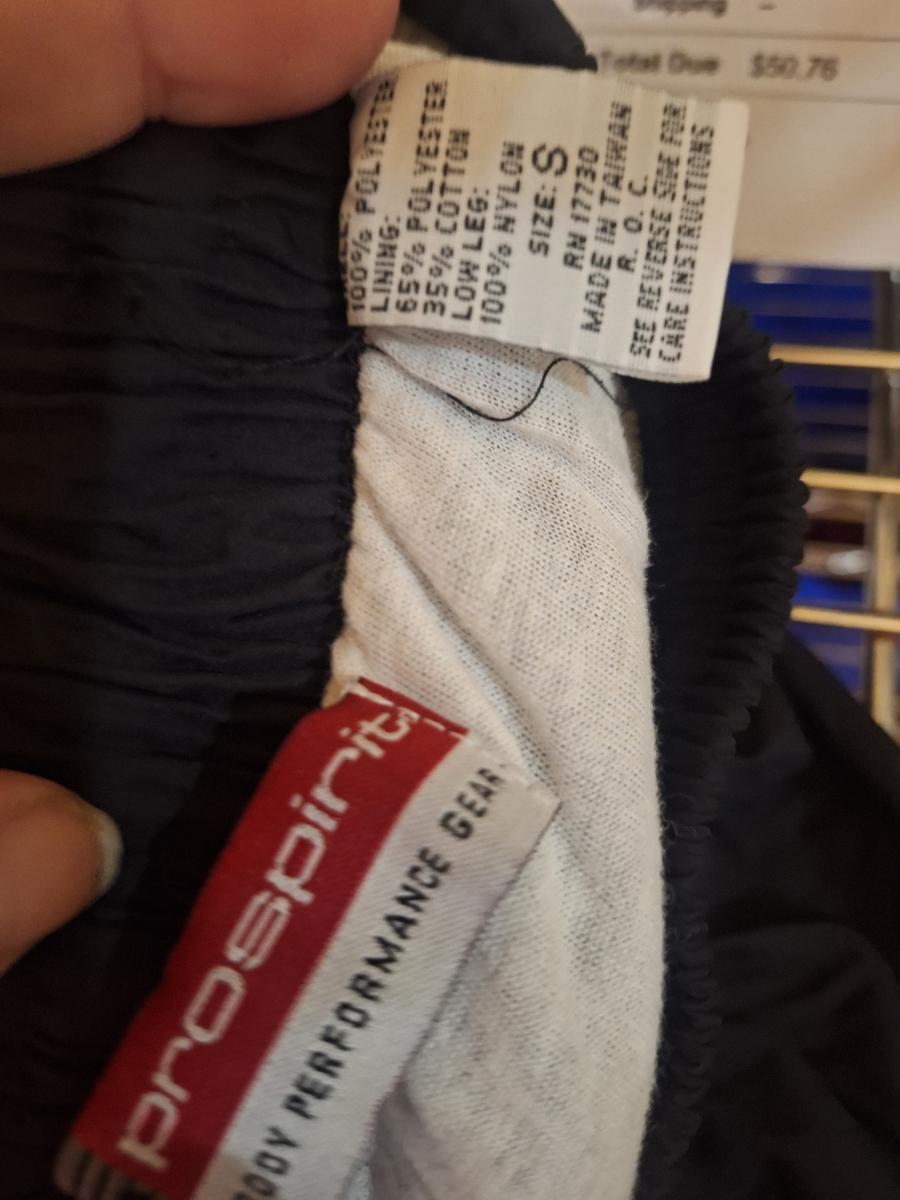 Shipping -
Total Due $50.76
100% POLYESTER
LINING:
65% POLYESTER
35% COTTON
LOW LEG:
100% NYLON
SIZE: S
RN 17730
MADE IN TAIWAN
R. O. C.
SEE REVERSE SIDE FOR
CARE INSTRUCTIONS
prospirit
PERFORMANCE GEAR